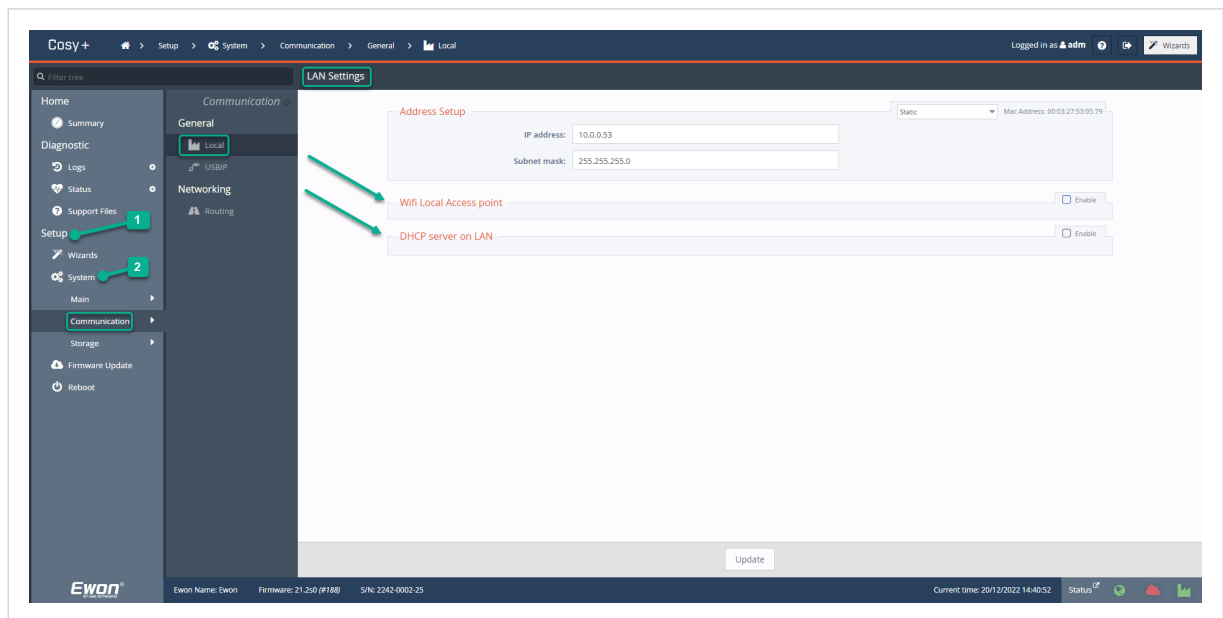 Cosy+ > Setup > System > Communication > General > Local Logged in as adm Wizards
Filter tree
LAN Settings
Home
Summary
Diagnostic
Logs
Status
Support Files
1
Setup
Wizards
2
System
Main
Communication
Storage
Firmware Update
Reboot
Communication
General
Local
USBIP
Networking
Routing
Address Setup
Static
Mac Address: 00:03:27:53:05:79
IP address: 10.0.0.53
Subnet mask: 255.255.255.0
Wifi Local Access point
Enable
DHCP server on LAN
Enable
Update
Ewon
Ewon Name: Ewon Firmware: 21.2s0 (#188) S/N: 2242-0002-25 Current time: 20/12/2022 14:40:52 Status